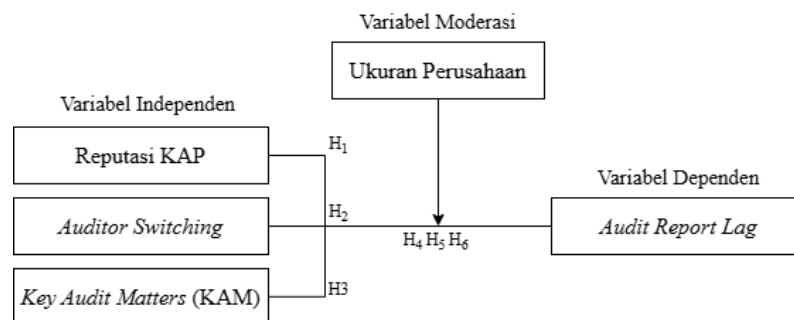 Variabel Moderasi
Ukuran Perusahaan
Variabel Independen
Reputasi KAP
H1
Auditor Switching
H2
Key Audit Matters (KAM)
H3
H4 H5 H6
Variabel Dependen
Audit Report Lag